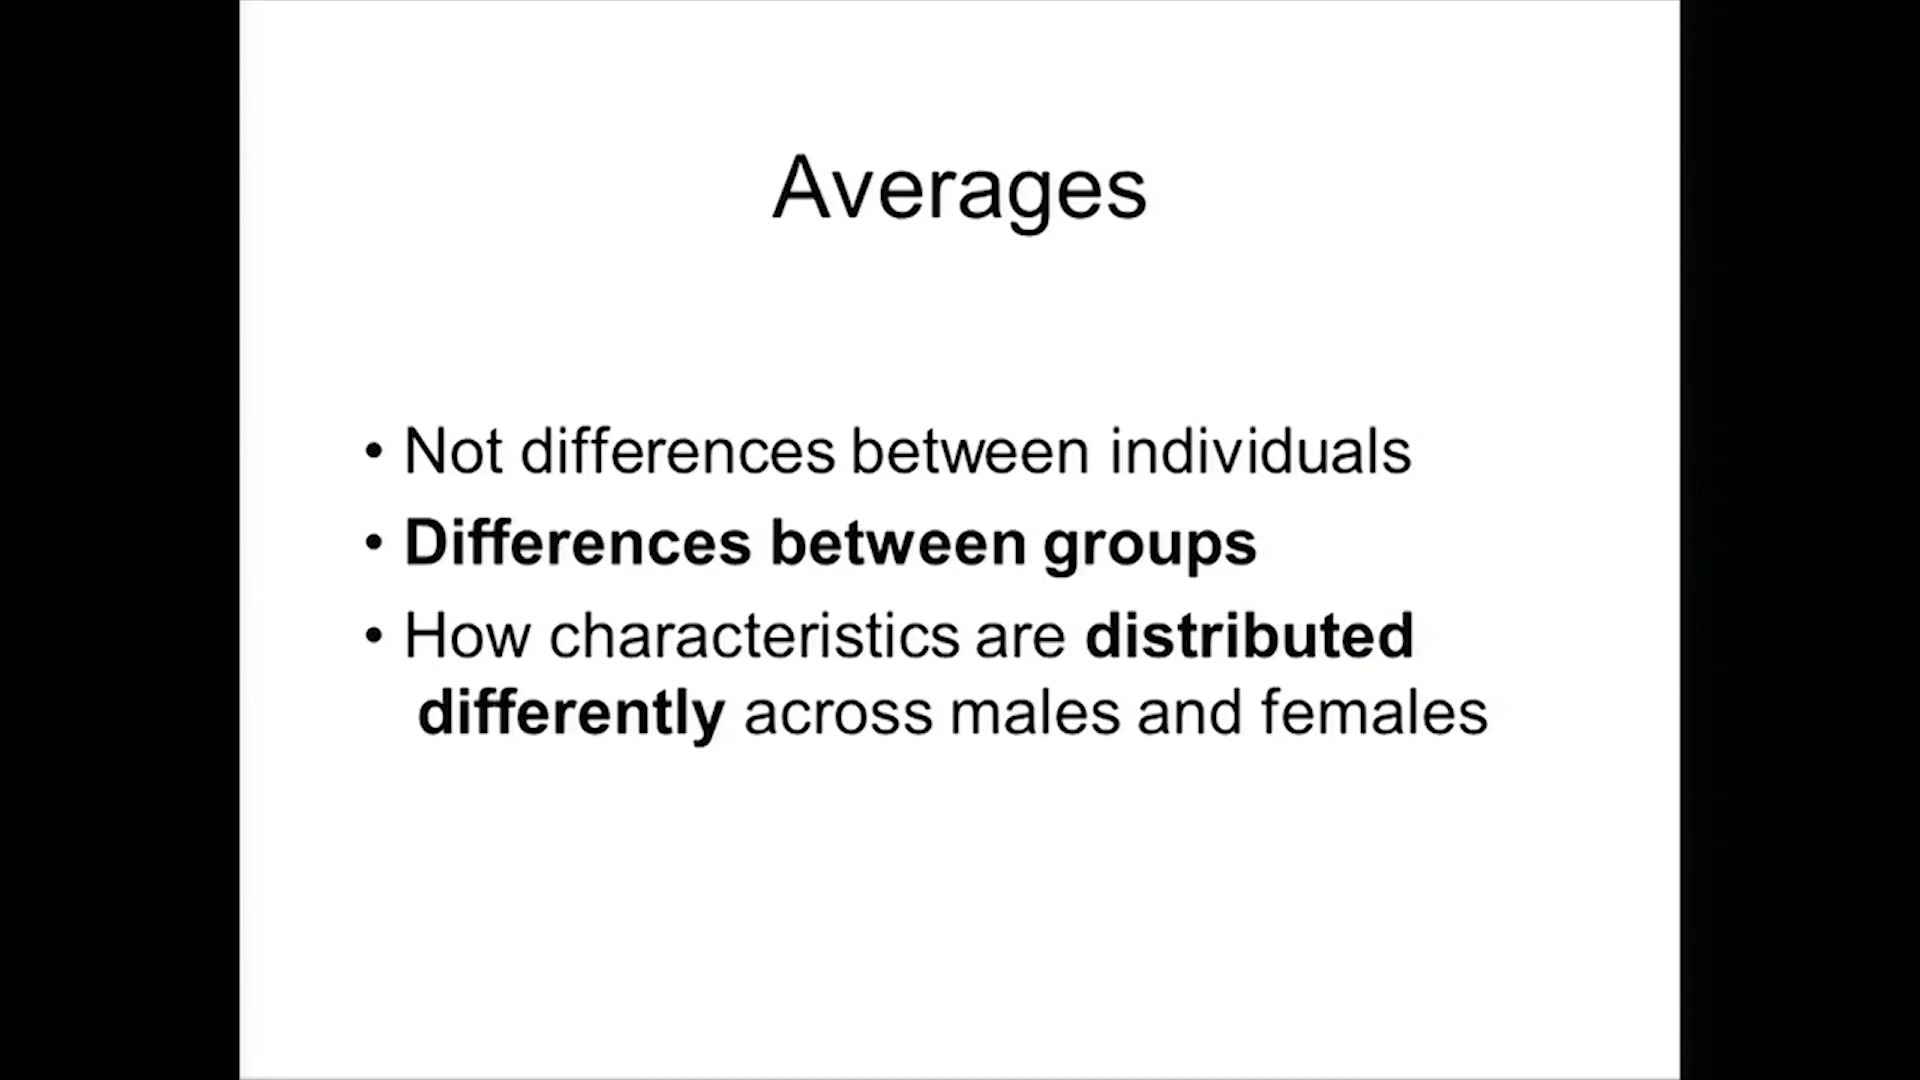 Averages
• Not differences between individuals
• Differences between groups
• How characteristics are distributed
differently across males and females